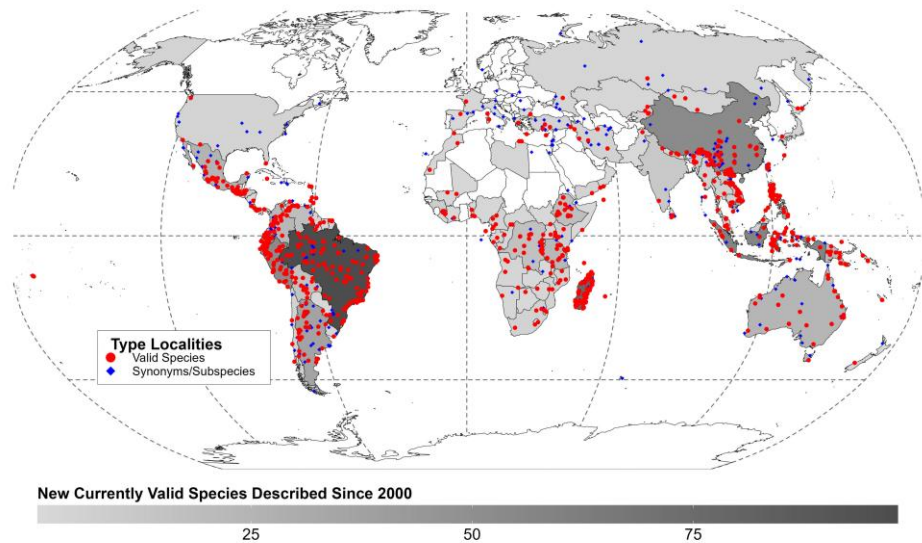 Type Localities
Valid Species
Synonyms/Subspecies
New Currently Valid Species Described Since 2000
25
50
75